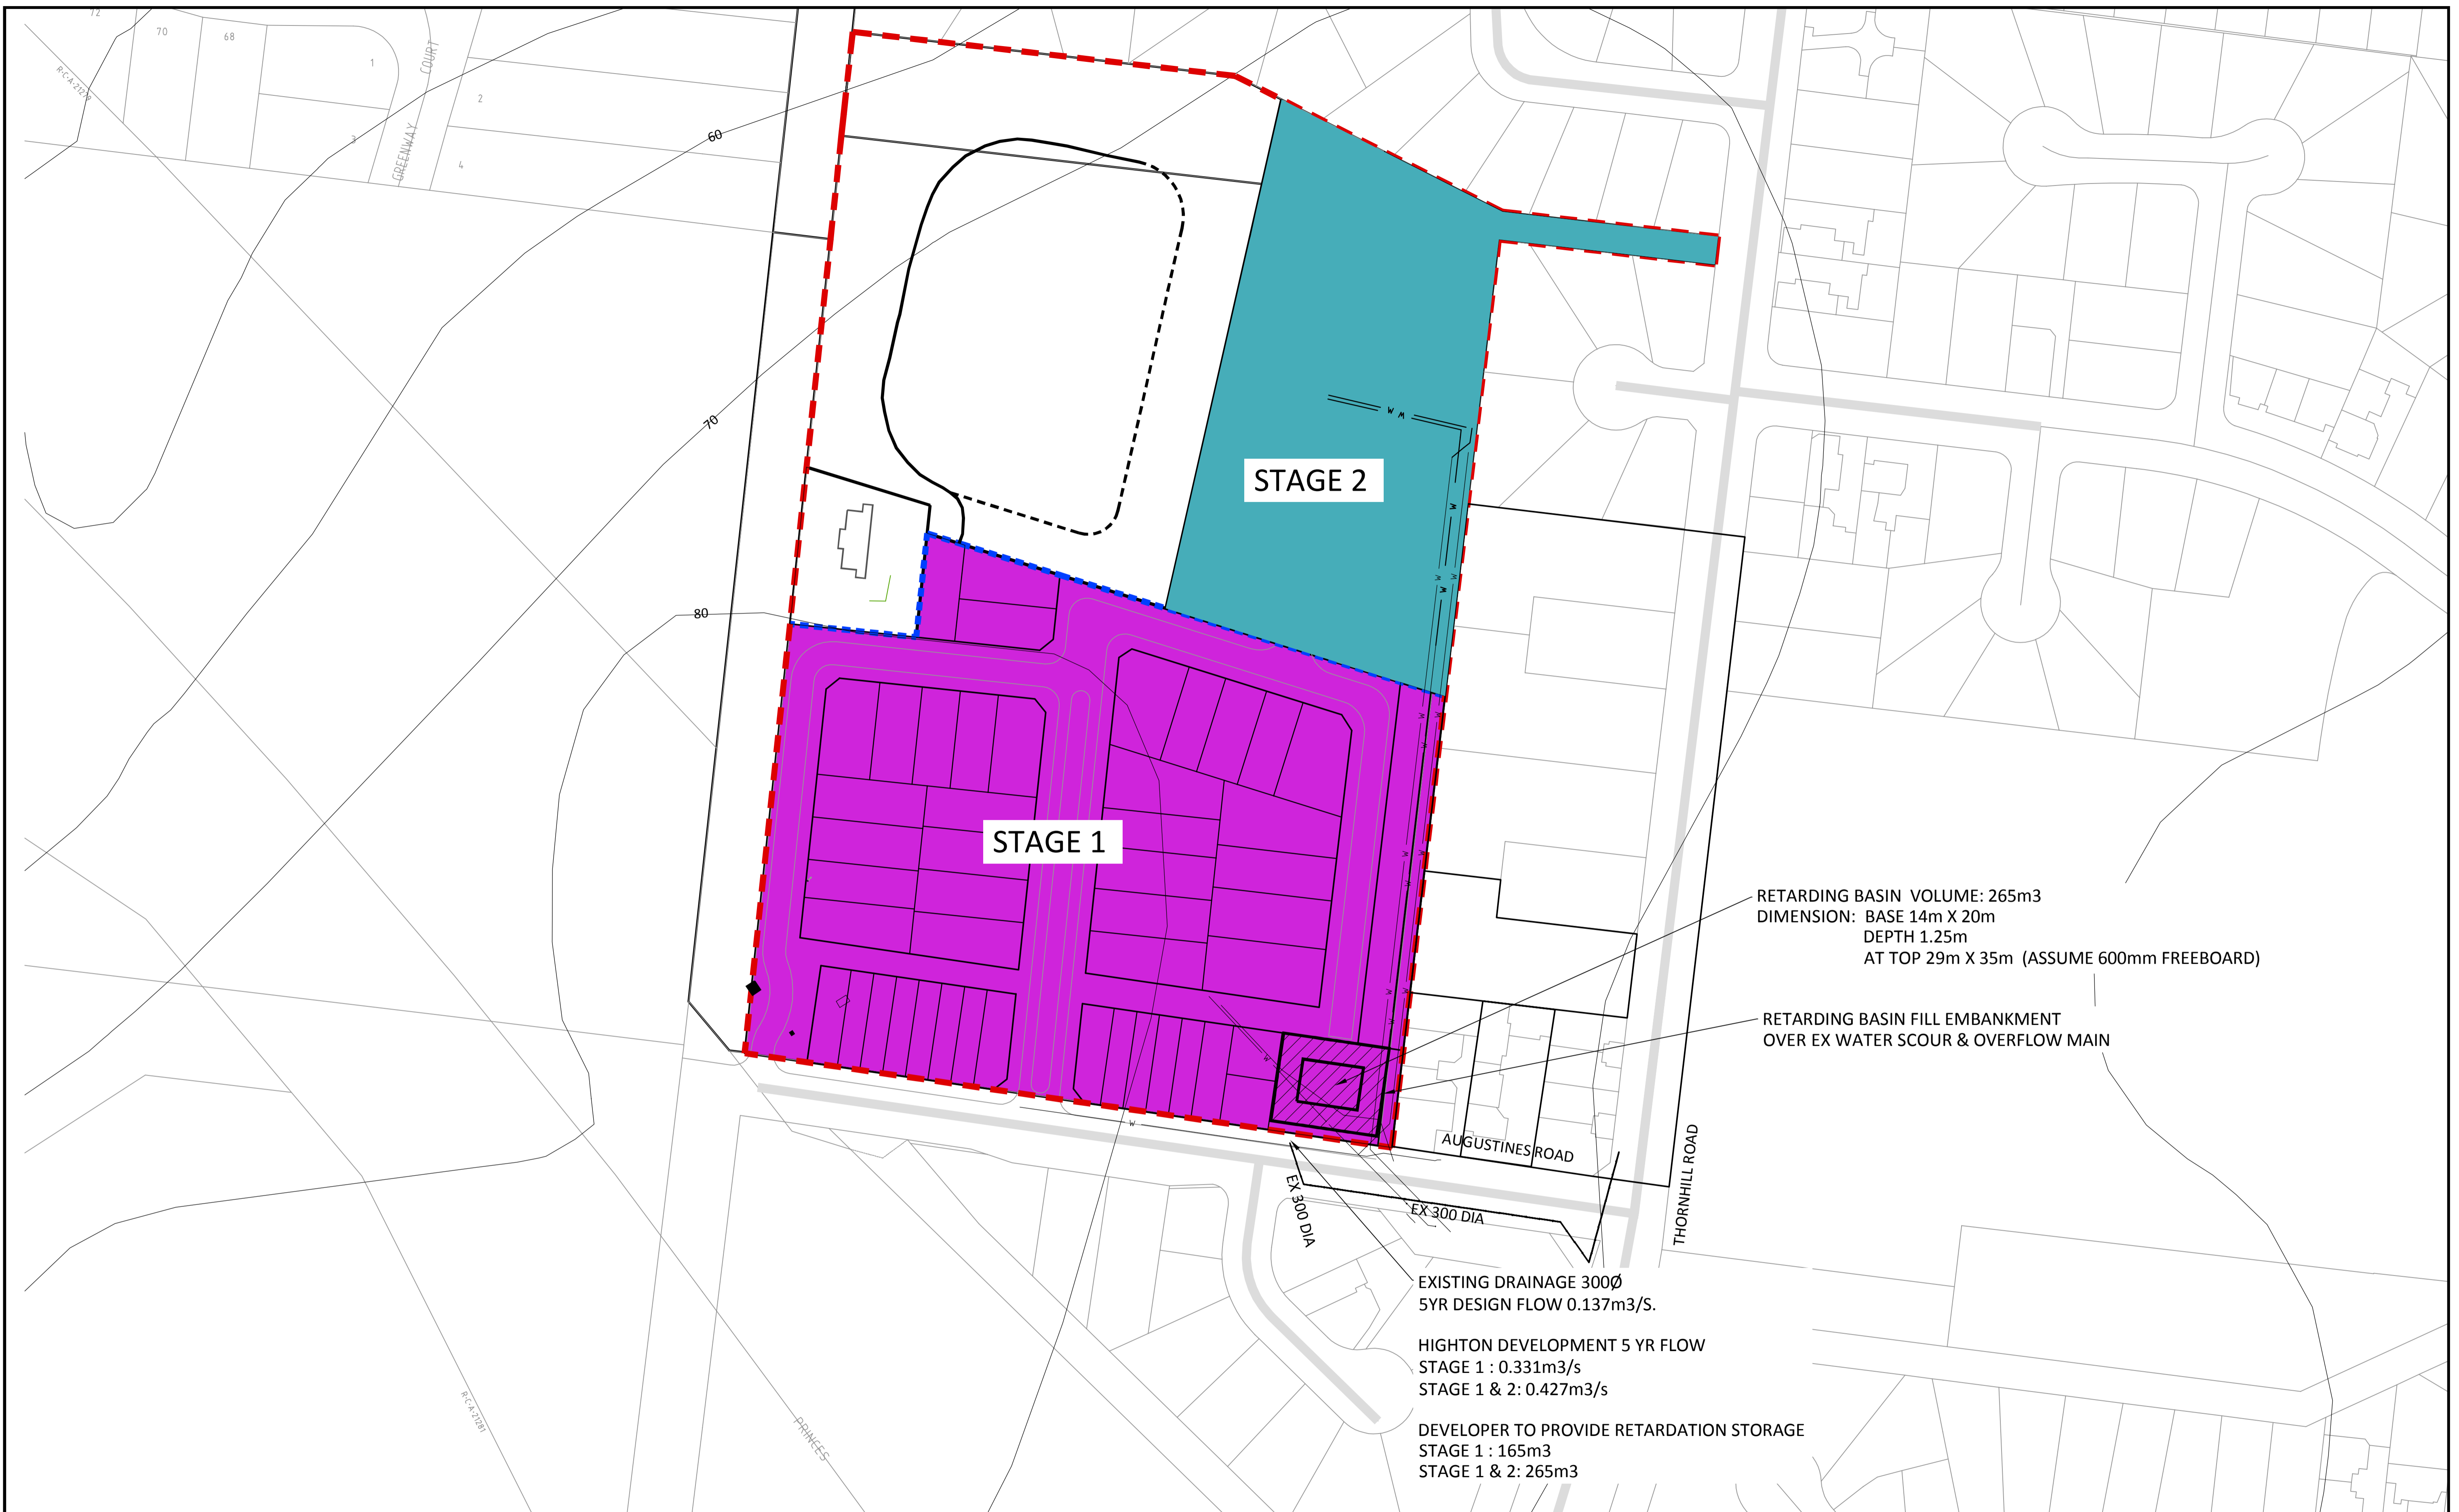 72
70
68
1
COURT
R-C-A-21279
2
3
GREENWAY
4
60
70
80
W M
STAGE 2
W
W
W
W
W
STAGE 1
W
W
W
W
W
W
W
W
W
W
W
W
RETARDING BASIN  VOLUME: 265m3
DIMENSION:  BASE 14m X 20m
DEPTH 1.25m
AT TOP 29m X 35m  (ASSUME 600mm FREEBOARD)
RETARDING BASIN FILL EMBANKMENT
OVER EX WATER SCOUR & OVERFLOW MAIN
AUGUSTINES ROAD
THORNHILL ROAD
EX 300 DIA
EX 300 DIA
EXISTING DRAINAGE 300Ø
5YR DESIGN FLOW 0.137m3/S.
HIGHTON DEVELOPMENT 5 YR FLOW
STAGE 1 : 0.331m3/s
STAGE 1 & 2: 0.427m3/s
DEVELOPER TO PROVIDE RETARDATION STORAGE
STAGE 1 : 165m3
STAGE 1 & 2: 265m3
R-C-A-21281
PRINCES